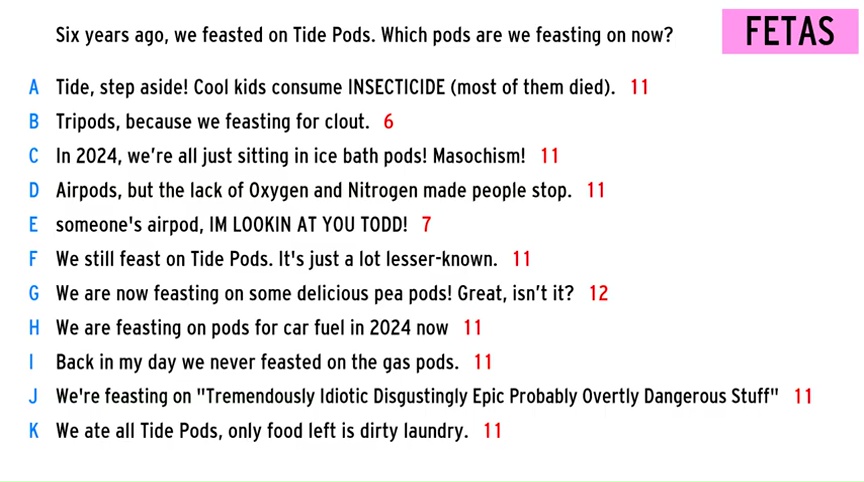 Six years ago, we feasted on Tide Pods. Which pods are we feasting on now?
FETAS
A Tide, step aside! Cool kids consume INSECTICIDE (most of them died). 11
B Tripods, because we feasting for clout. 6
C In 2024, we're all just sitting in ice bath pods! Masochism! 11
D Airpods, but the lack of Oxygen and Nitrogen made people stop. 11
E someone's airpod, IM LOOKIN AT YOU TODD! 7
F We still feast on Tide Pods. It's just a lot lesser-known. 11
G We are now feasting on some delicious pea pods! Great, isn't it? 12
H We are feasting on pods for car fuel in 2024 now 11
I Back in my day we never feasted on the gas pods. 11
J We're feasting on "Tremendously Idiotic Disgustingly Epic Probably Overtly Dangerous Stuff" 11
K We ate all Tide Pods, only food left is dirty laundry. 11